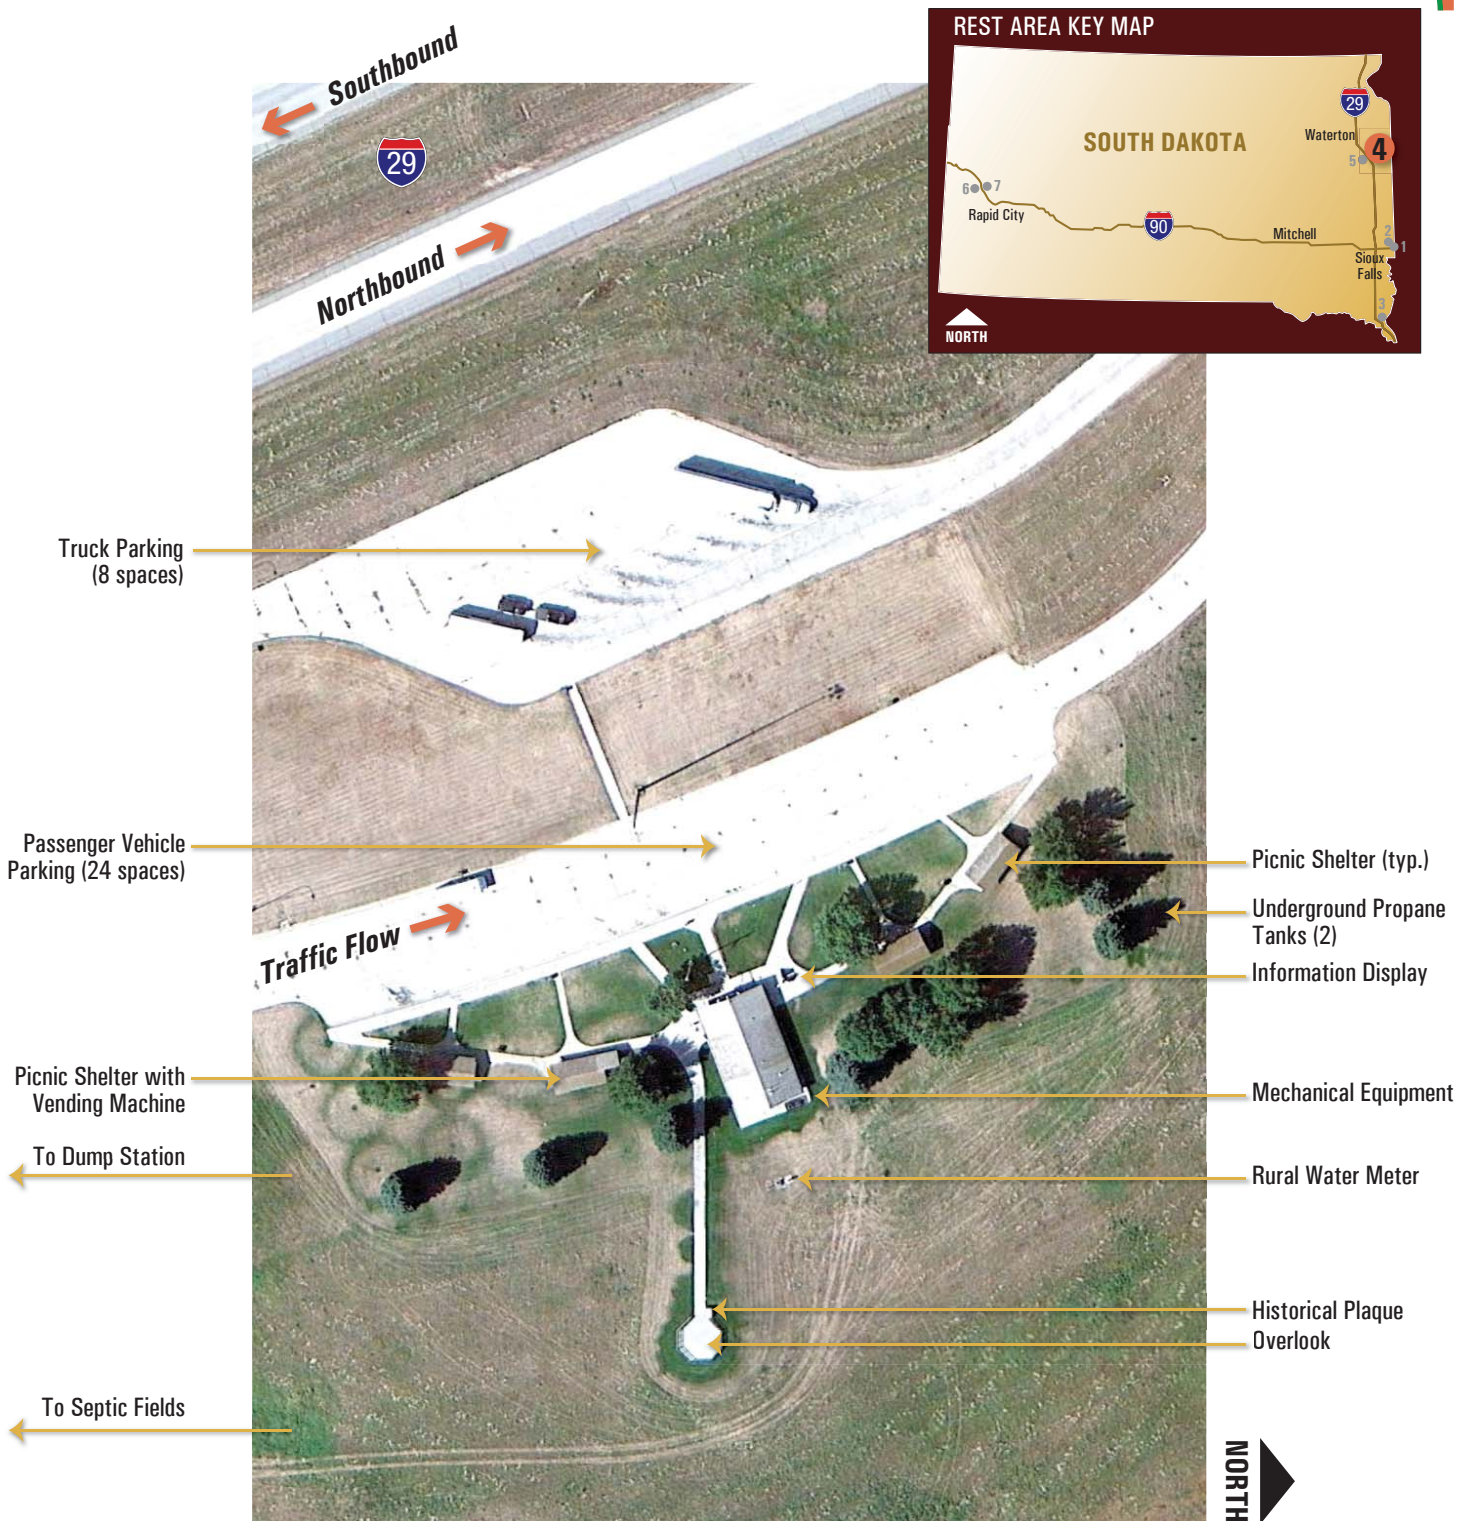 REST AREA KEY MAP
SOUTH DAKOTA
29
Waterton
4
5
6
7
Rapid City
90
Mitchell
2
1
Sioux
Falls
3
NORTH
Southbound
29
Northbound
Truck Parking
(8 spaces)
Passenger Vehicle
Parking (24 spaces)
Traffic Flow
Picnic Shelter (typ.)
Underground Propane
Tanks (2)
Information Display
Picnic Shelter with
Vending Machine
Mechanical Equipment
To Dump Station
Rural Water Meter
Historical Plaque
Overlook
To Septic Fields
NORTH